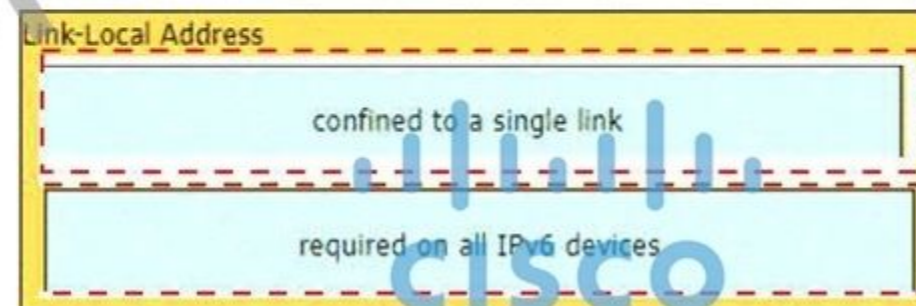 Link-Local Address
confined to a single link
required on all IPv6 devices
CISCO